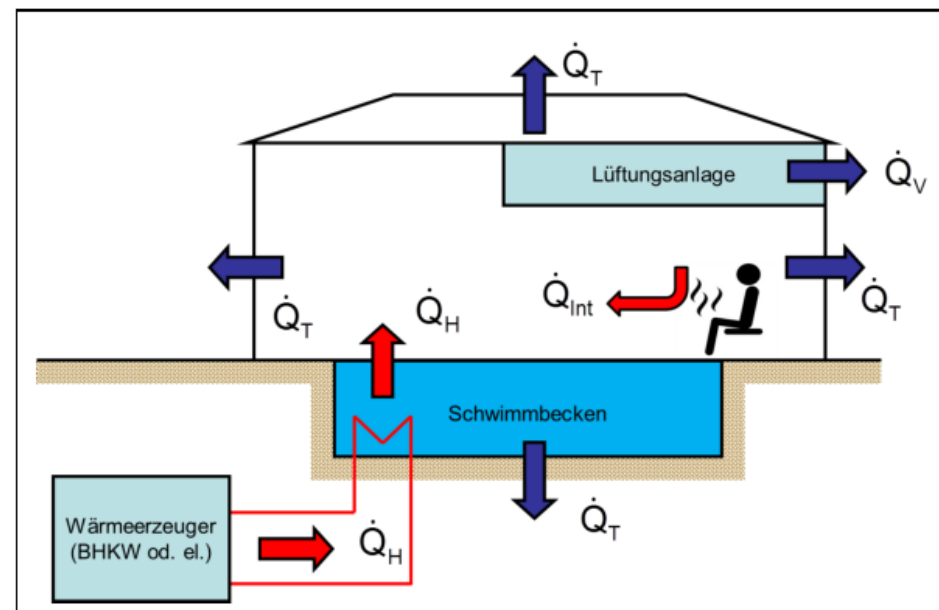 Q̇T
Lüftungsanlage
Q̇V
Q̇Int
Q̇T
Q̇H
Q̇T
Schwimmbecken
Wärmeerzeuger
(BHKW od. el.)
Q̇H
Q̇T